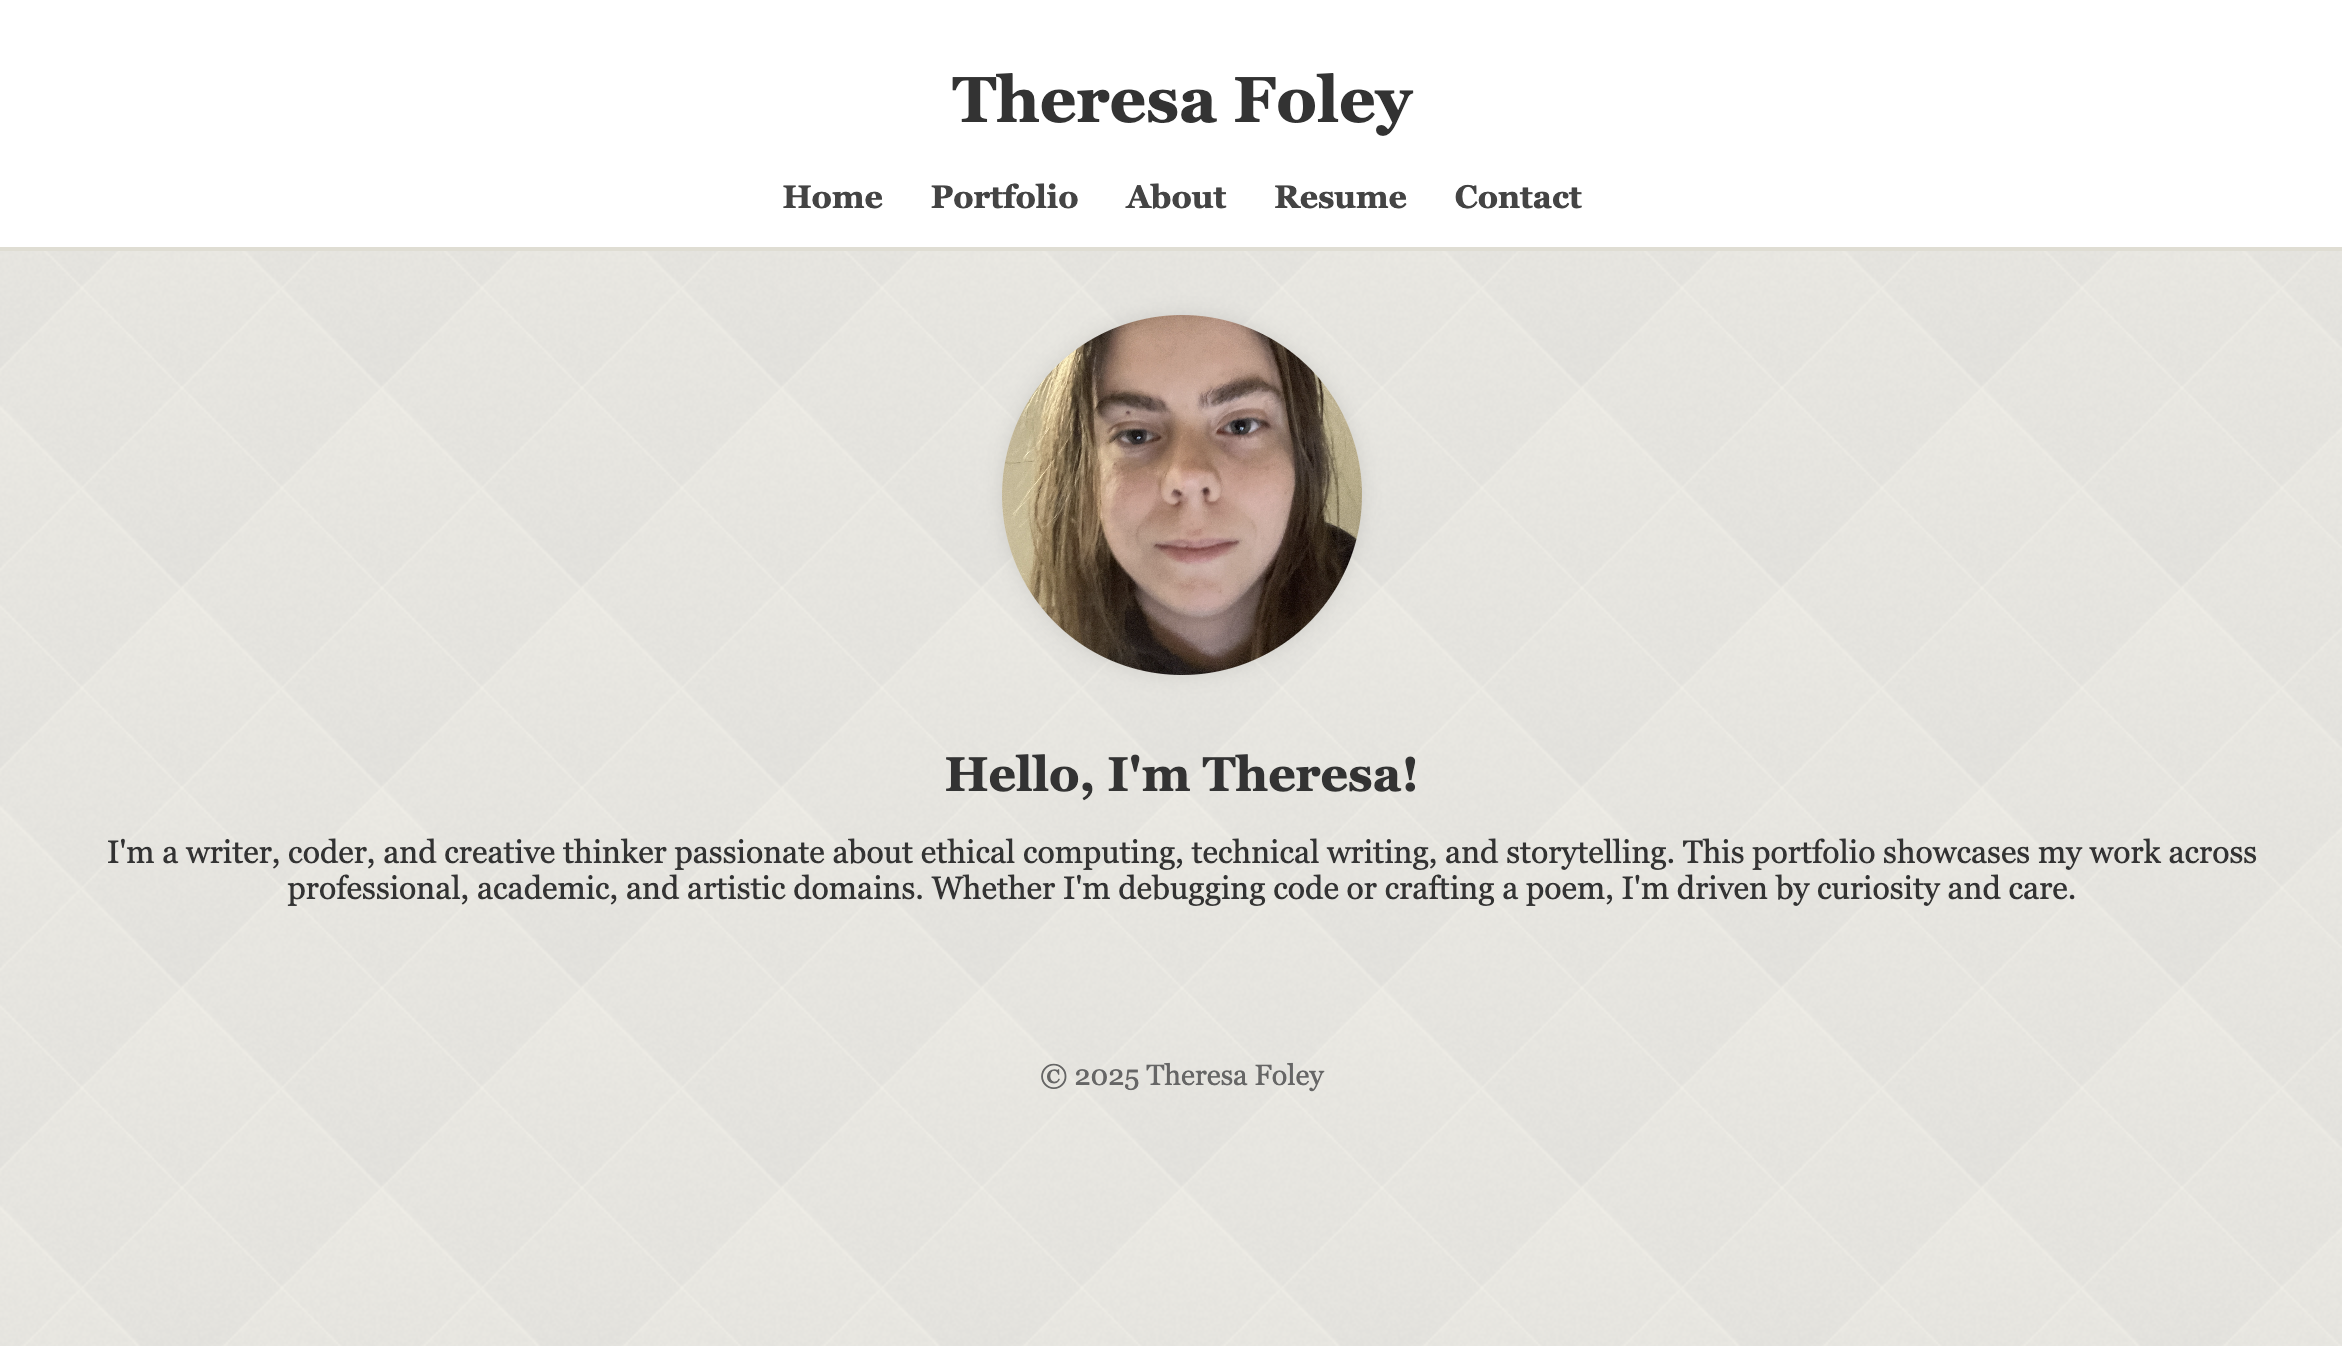 Theresa Foley
Home Portfolio About Resume Contact
Hello, I'm Theresa!
I'm a writer, coder, and creative thinker passionate about ethical computing, technical writing, and storytelling. This portfolio showcases my work across
professional, academic, and artistic domains. Whether I'm debugging code or crafting a poem, I'm driven by curiosity and care.
© 2025 Theresa Foley